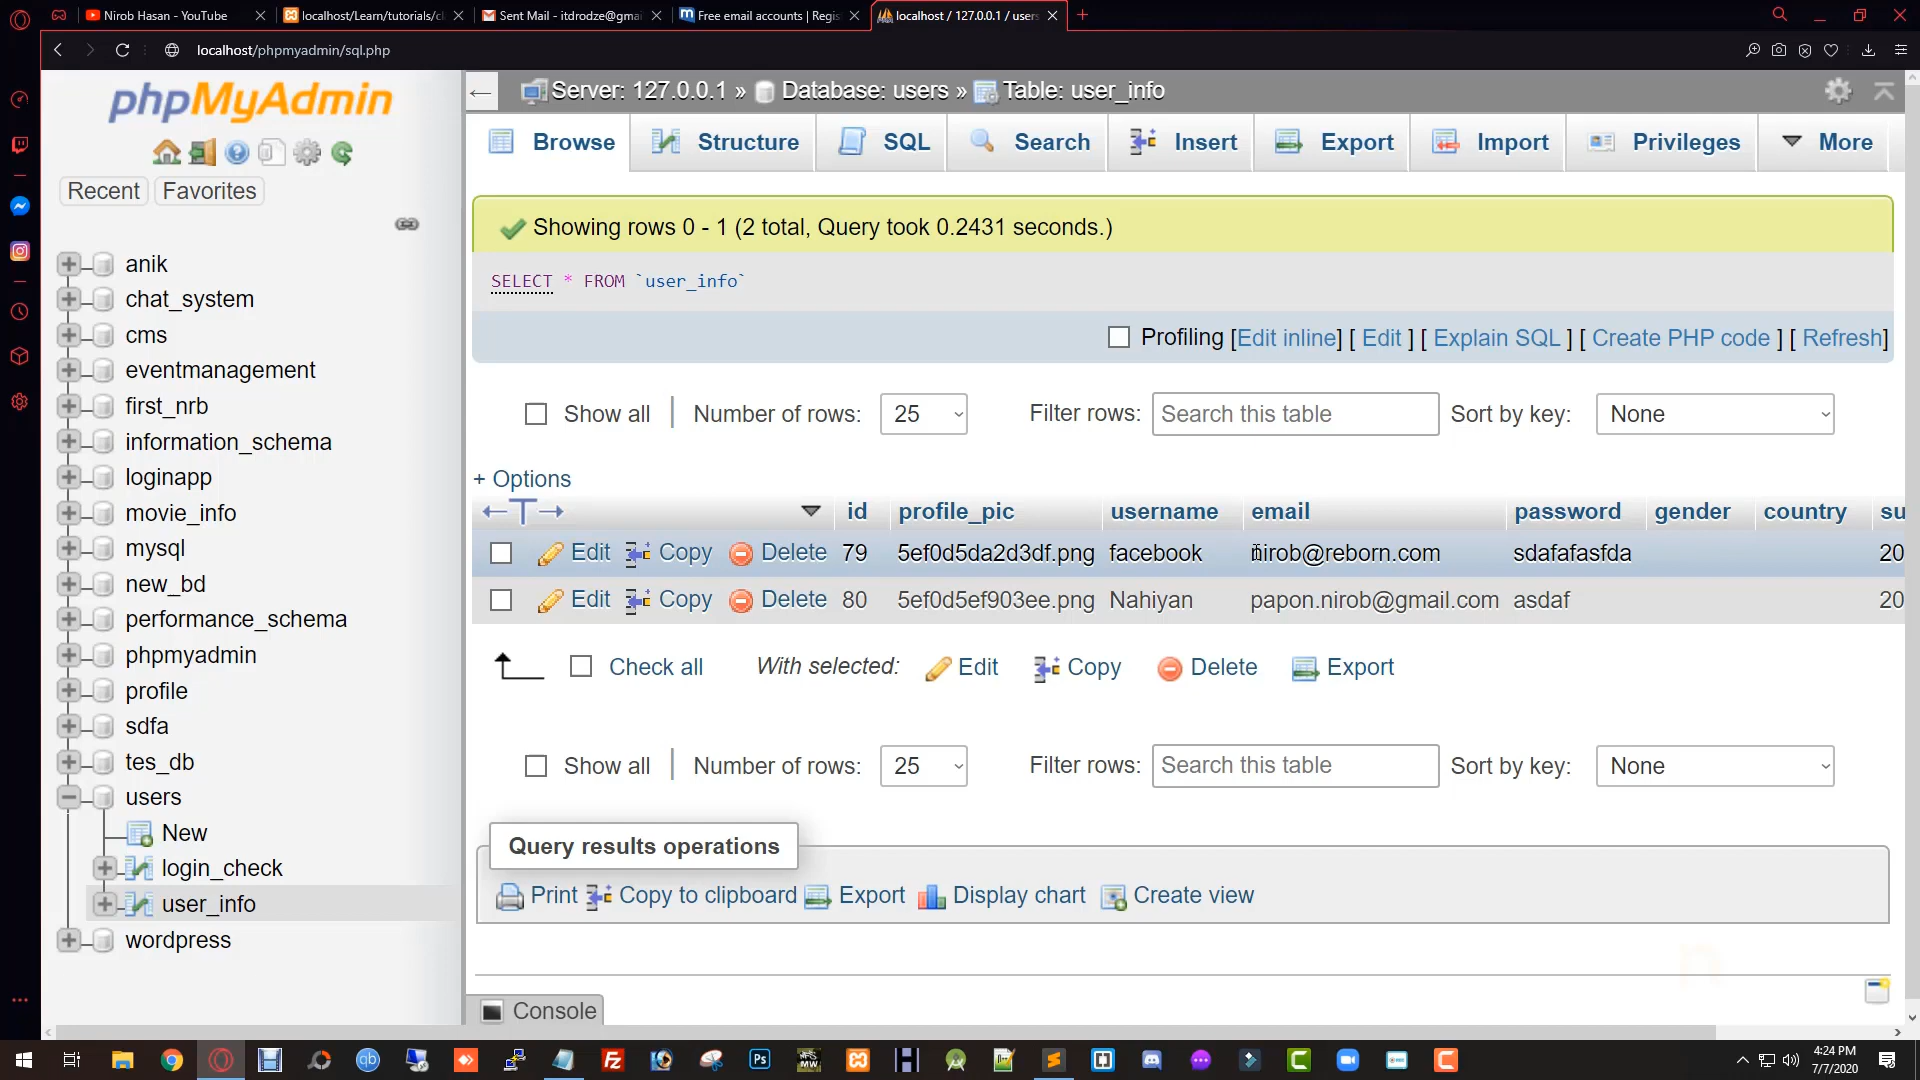 Nirob Hasan - YouTube
localhost/Learn/tutorials/cl
Sent Mail - itdrodze@gmai
Free email accounts | Regis
localhost / 127.0.0.1 / users
localhost/phpmyadmin/sql.php
phpMyAdmin
Recent
Favorites
anik
chat_system
cms
eventmanagement
first_nrb
information_schema
loginapp
movie_info
mysql
new_bd
performance_schema
phpmyadmin
profile
sdfa
tes_db
users
New
login_check
user_info
wordpress
Server: 127.0.0.1 » Database: users » Table: user_info
Browse Structure SQL Search Insert Export Import Privileges More
Showing rows 0 - 1 (2 total, Query took 0.2431 seconds.)
SELECT * FROM `user_info`
Profiling [Edit inline] [ Edit ] [ Explain SQL ] [ Create PHP code ] [ Refresh]
Show all | Number of rows: 25 Filter rows: Search this table Sort by key: None
+ Options
←T→ id profile_pic username email password gender country su
Edit Copy Delete 79 5ef0d5da2d3df.png facebook nirob@reborn.com sdafafasfda 20
Edit Copy Delete 80 5ef0d5ef903ee.png Nahiyan papon.nirob@gmail.com asdaf 20
Check all With selected: Edit Copy Delete Export
Show all | Number of rows: 25 Filter rows: Search this table Sort by key: None
Query results operations
Print Copy to clipboard Export Display chart Create view
Console
4:24 PM
7/7/2020